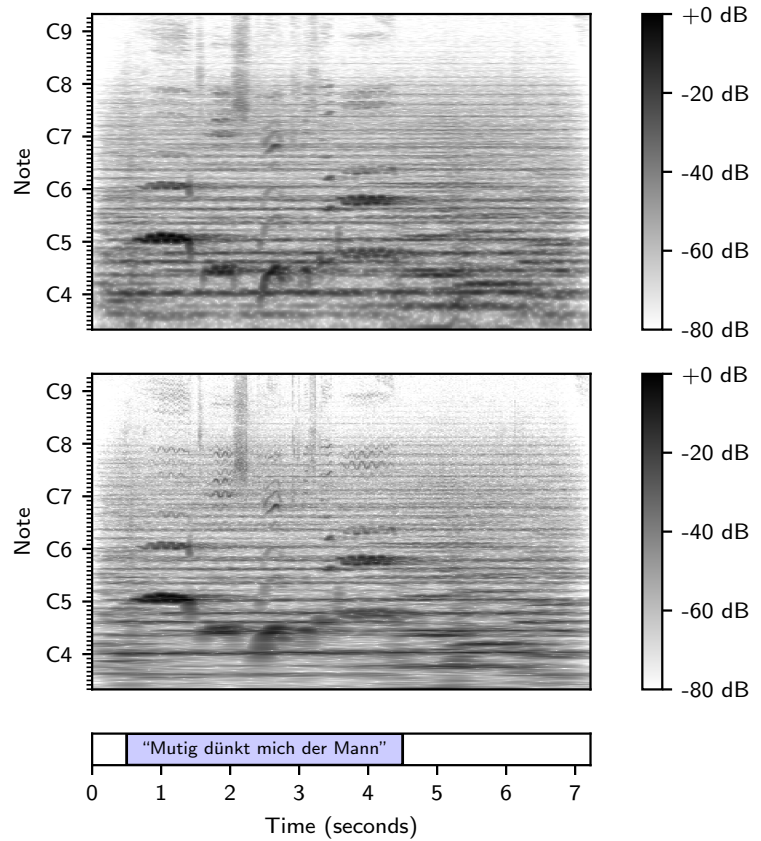 C9
C8
C7
C6
C5
C4
Note
+0 dB
-20 dB
-40 dB
-60 dB
-80 dB
C9
C8
C7
C6
C5
C4
Note
+0 dB
-20 dB
-40 dB
-60 dB
-80 dB
“Mutig dünkt mich der Mann”
0 1 2 3 4 5 6 7
Time (seconds)